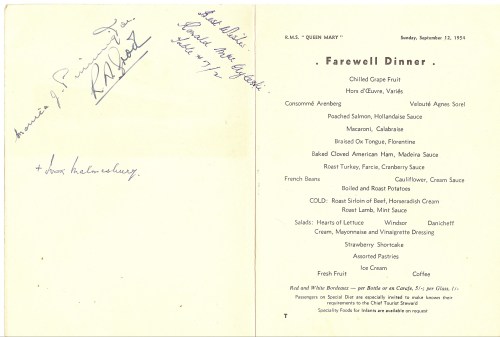 Best Wishes
Ronald
Table
R.M.S. "QUEEN MARY"
Sunday, September 12, 1954
. Farewell Dinner .
Chilled Grape Fruit
Hors d'Œuvre, Variés
Consommé Arenberg
Velouté Agnes Sorel
Poached Salmon, Hollandaise Sauce
Macaroni, Calabraise
Braised Ox Tongue, Florentine
Baked Cloved American Ham, Madeira Sauce
Roast Turkey, Farcie, Cranberry Sauce
French Beans
Cauliflower, Cream Sauce
Boiled and Roast Potatoes
COLD: Roast Sirloin of Beef, Horseradish Cream
Roast Lamb, Mint Sauce
Salads: Hearts of Lettuce Windsor Danicheff
Cream, Mayonnaise and Vinaigrette Dressing
Strawberry Shortcake
Assorted Pastries
Ice Cream
Fresh Fruit
Coffee
Red and White Bordeaux — per Bottle or en Carafe, 5/-; per Glass, 1/-
Passengers on Special Diet are especially invited to make known their
requirements to the Chief Tourist Steward
Speciality Foods for Infants are available on request
T